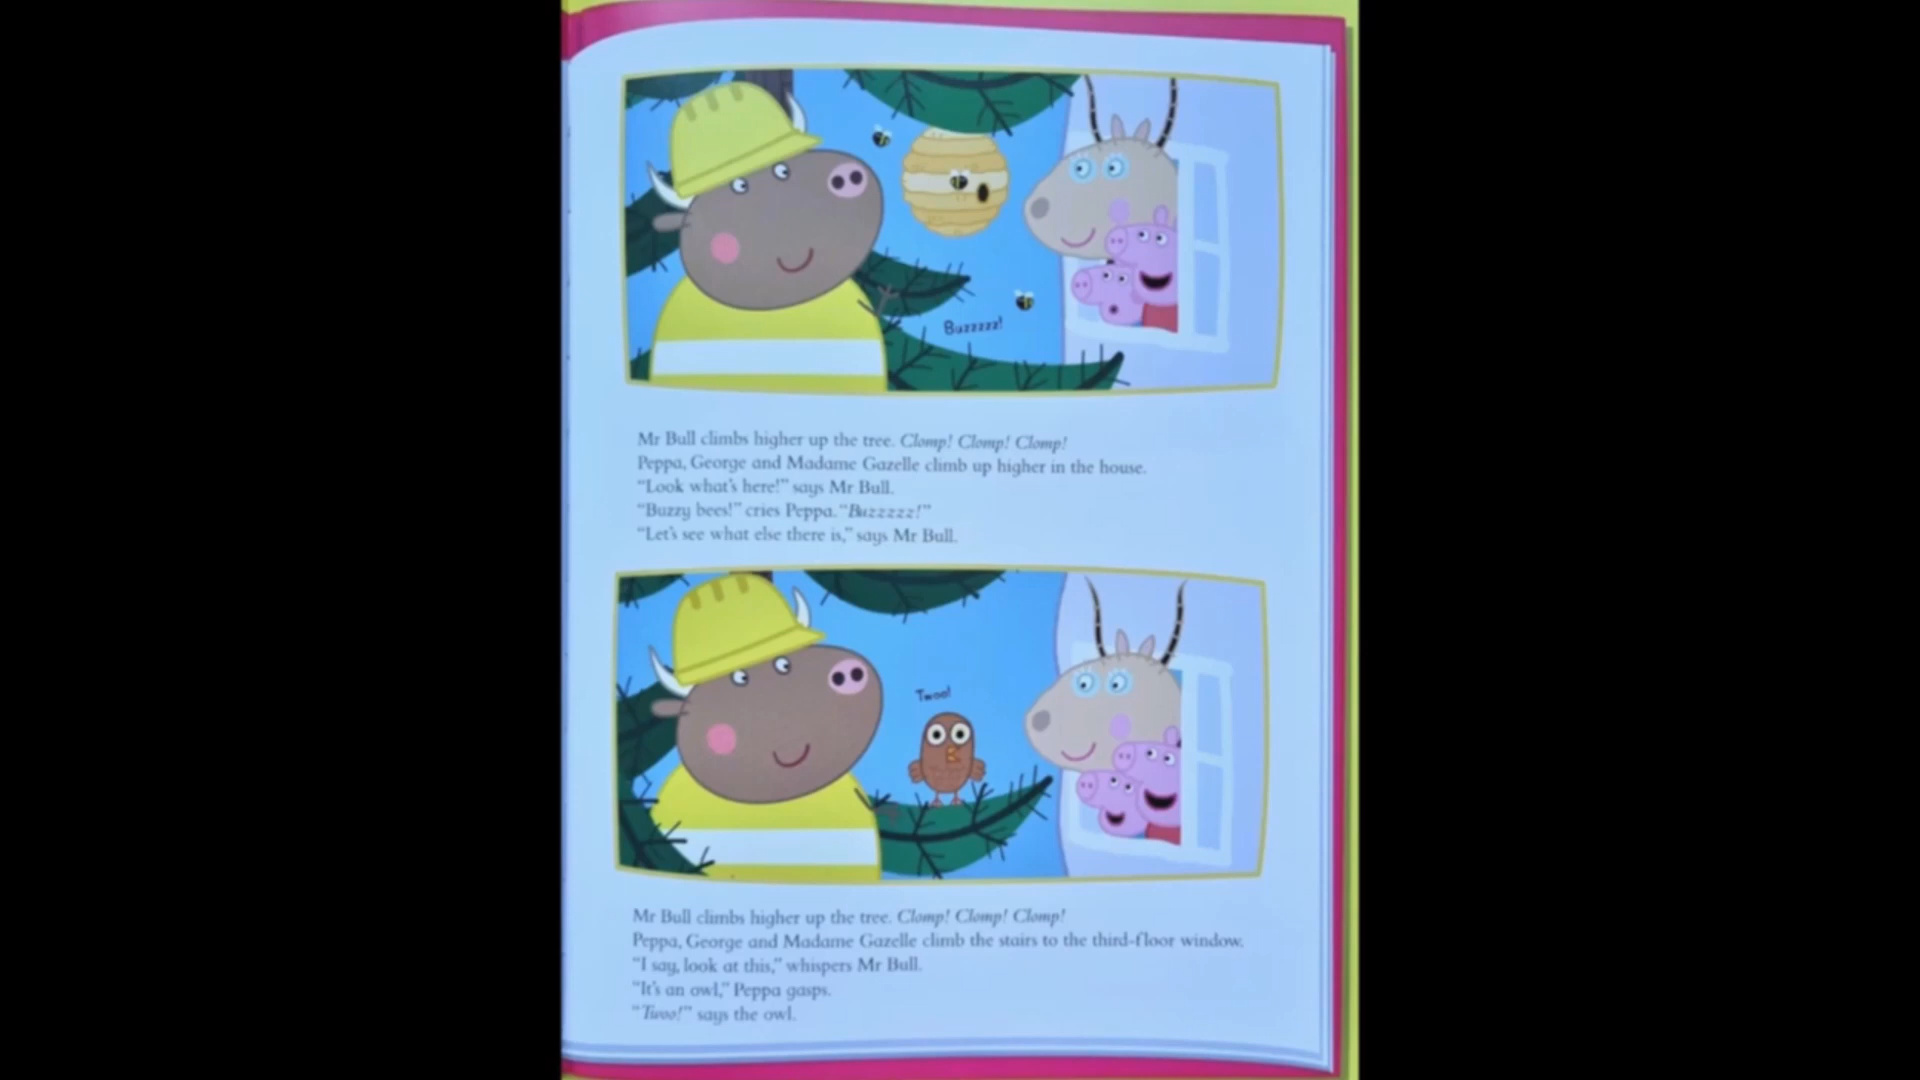 Buzzzzz!
Mr Bull climbs higher up the tree. Clomp! Clomp! Clomp!
Peppa, George and Madame Gazelle climb up higher in the house.
“Look what’s here!” says Mr Bull.
“Buzzy bees!” cries Peppa. “Buzzzzz!”
“Let’s see what else there is,” says Mr Bull.
Twoo!
Mr Bull climbs higher up the tree. Clomp! Clomp! Clomp!
Peppa, George and Madame Gazelle climb the stairs to the third-floor window.
“I say, look at this,” whispers Mr Bull.
“It’s an owl,” Peppa gasps.
“Twoo!” says the owl.